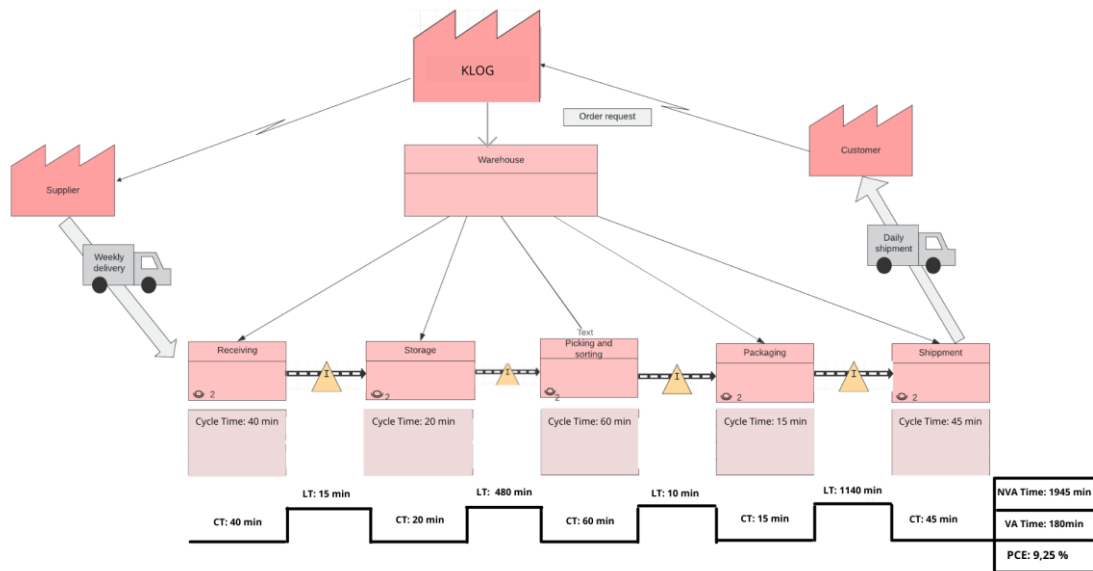 KLOG
Order request
Customer
Warehouse
Supplier
Weekly
delivery
Daily
shipment
Text
Receiving
Storage
Picking and
sorting
Packaging
Shippment
I
I
I
I
2
2
2
2
2
Cycle Time: 40 min
Cycle Time: 20 min
Cycle Time: 60 min
Cycle Time: 15 min
Cycle Time: 45 min
LT: 15 min
LT: 480 min
LT: 10 min
LT: 1140 min
NVA Time: 1945 min
CT: 40 min
CT: 20 min
CT: 60 min
CT: 15 min
CT: 45 min
VA Time: 180min
PCE: 9,25 %